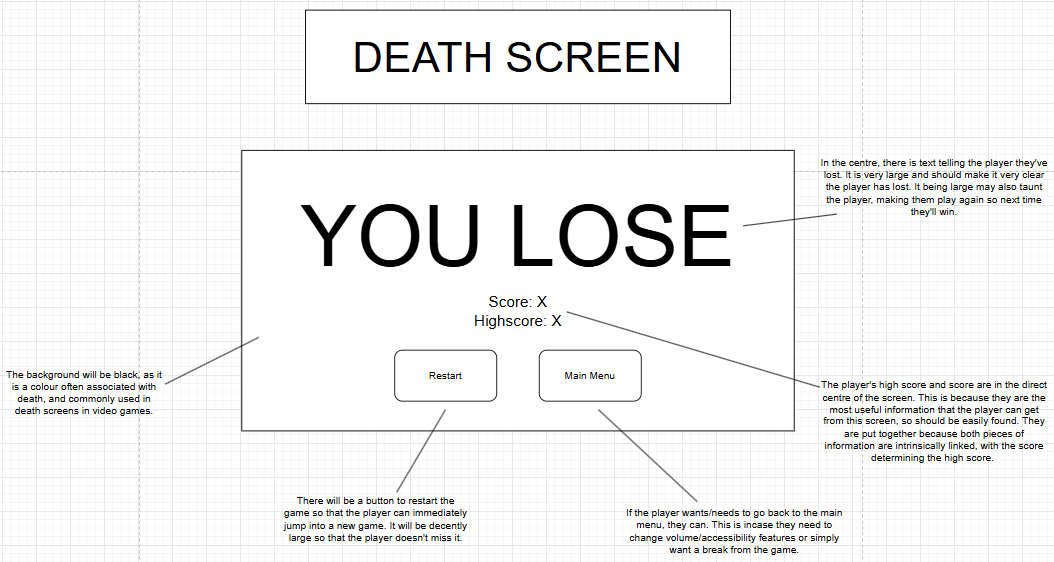 DEATH SCREEN
YOU LOSE
Score: X
Highscore: X
Restart
Main Menu
In the centre, there is text telling the player they've
lost. It is very large and should make it very clear
the player has lost. It being large may also taunt
the player, making them play again so next time
they'll win.
The background will be black, as it
is a colour often associated with
death, and commonly used in
death screens in video games.
The player's high score and score are in the direct
centre of the screen. This is because they are the
most useful information that the player can get
from this screen, so should be easily found. They
are put together because both pieces of
information are intrinsically linked, with the score
determining the high score.
There will be a button to restart the
game so that the player can immediately
jump into a new game. It will be decently
large so that the player doesn't miss it.
If the player wants/needs to go back to the main
menu, they can. This is incase they need to
change volume/accessibility features or simply
want a break from the game.